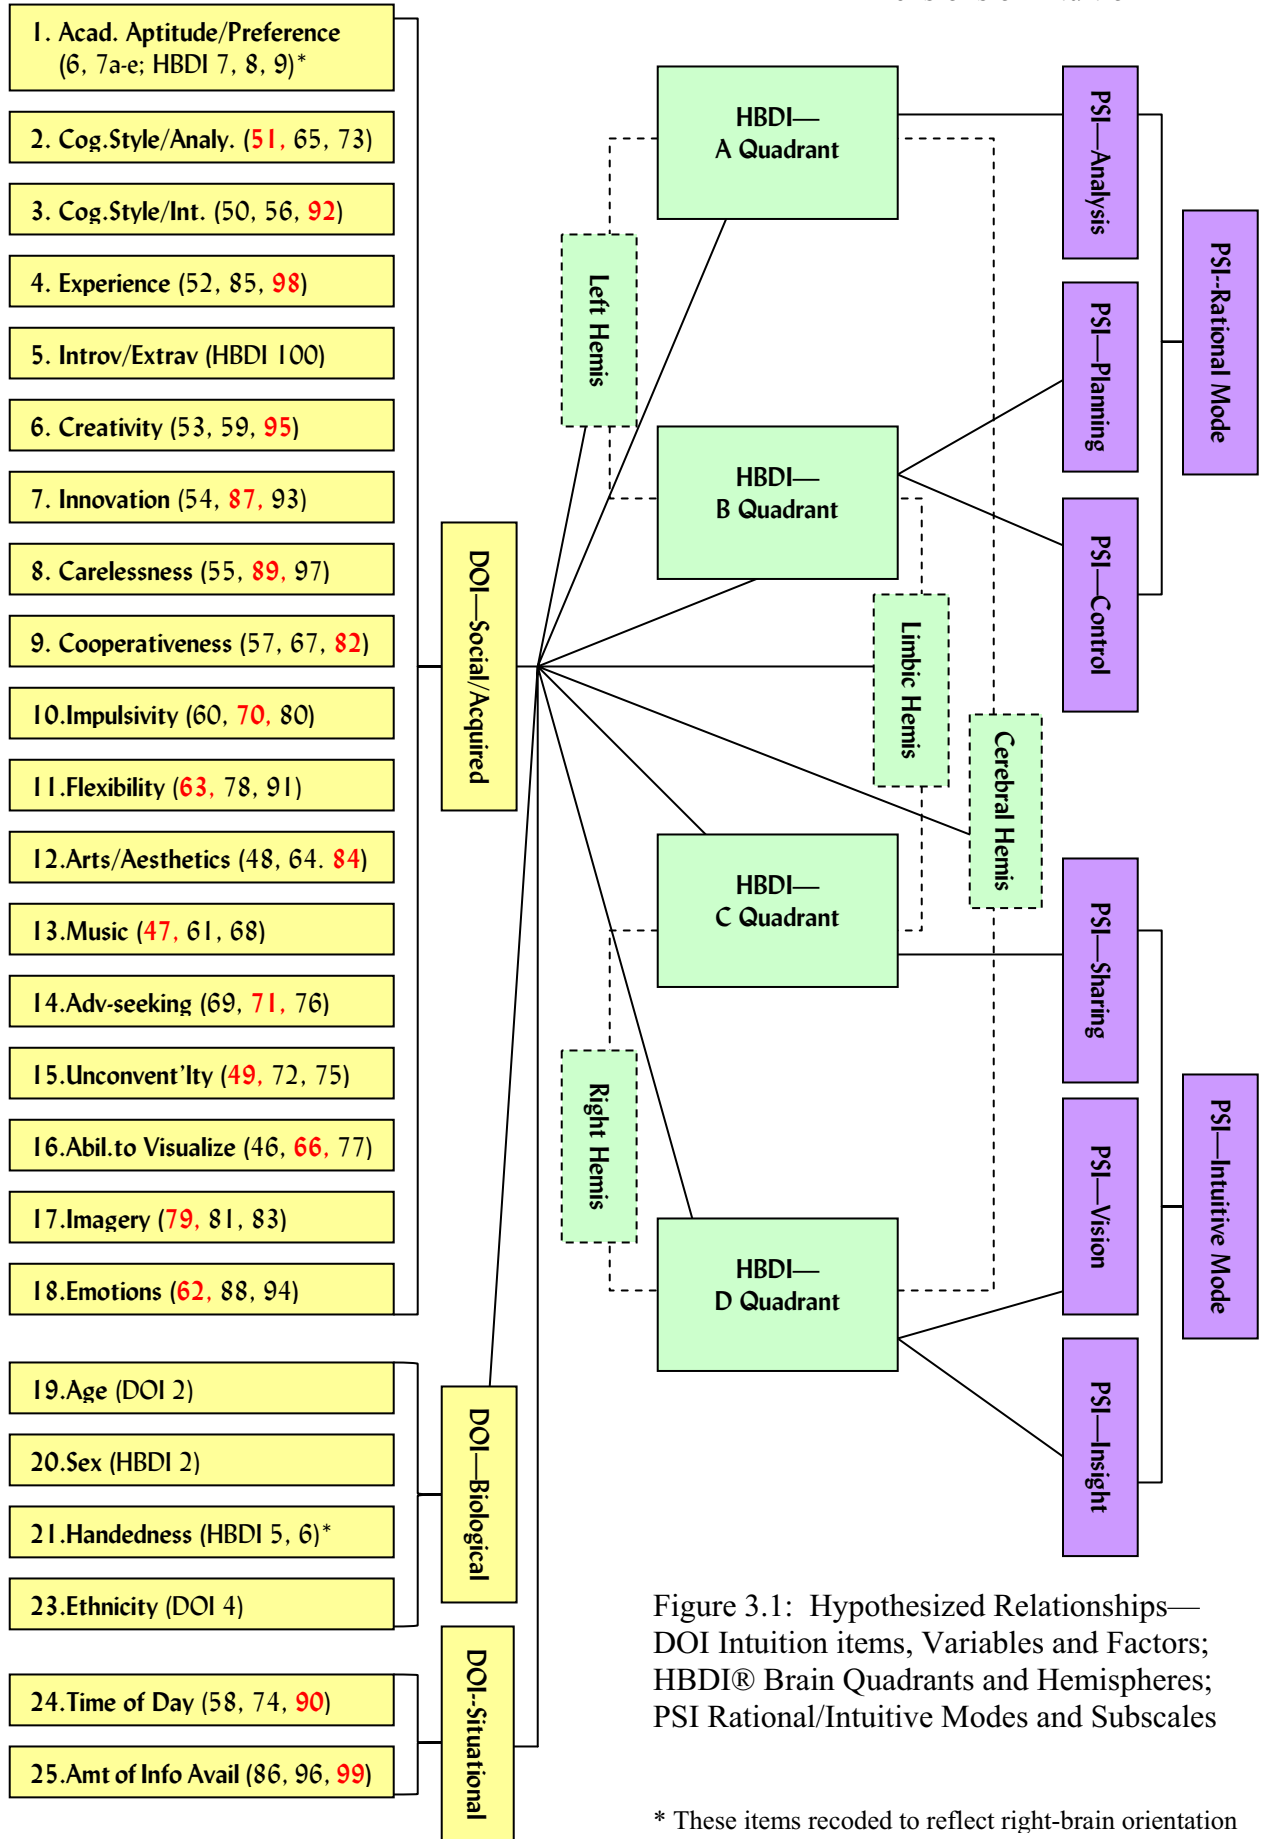 1. Acad. Aptitude/Preference
(6, 7a-e; HBDI 7, 8, 9)*
2. Cog.Style/Analy. (51, 65, 73)
3. Cog.Style/Int. (50, 56, 92)
4. Experience (52, 85, 98)
5. Introv/Extrav (HBDI 100)
6. Creativity (53, 59, 95)
7. Innovation (54, 87, 93)
8. Carelessness (55, 89, 97)
9. Cooperativeness (57, 67, 82)
10.Impulsivity (60, 70, 80)
11.Flexibility (63, 78, 91)
12.Arts/Aesthetics (48, 64. 84)
13.Music (47, 61, 68)
14.Adv-seeking (69, 71, 76)
15.Unconvent'lty (49, 72, 75)
16.Abil.to Visualize (46, 66, 77)
17.Imagery (79, 81, 83)
18.Emotions (62, 88, 94)
19.Age (DOI 2)
20.Sex (HBDI 2)
21.Handedness (HBDI 5, 6)*
23.Ethnicity (DOI 4)
24.Time of Day (58, 74, 90)
25.Amt of Info Avail (86, 96, 99)
DOI—Social/Acquired
DOI—Biological
DOI--Situational
Left Hemis
Right Hemis
HBDI—
A Quadrant
HBDI—
B Quadrant
HBDI—
C Quadrant
HBDI—
D Quadrant
Limbic Hemis
Cerebral Hemis
PSI—Analysis
PSI—Planning
PSI—Control
PSI—Sharing
PSI—Vision
PSI—Insight
PSI--Rational Mode
PSI—Intuitive Mode
Figure 3.1: Hypothesized Relationships—
DOI Intuition items, Variables and Factors;
HBDI® Brain Quadrants and Hemispheres;
PSI Rational/Intuitive Modes and Subscales
* These items recoded to reflect right-brain orientation